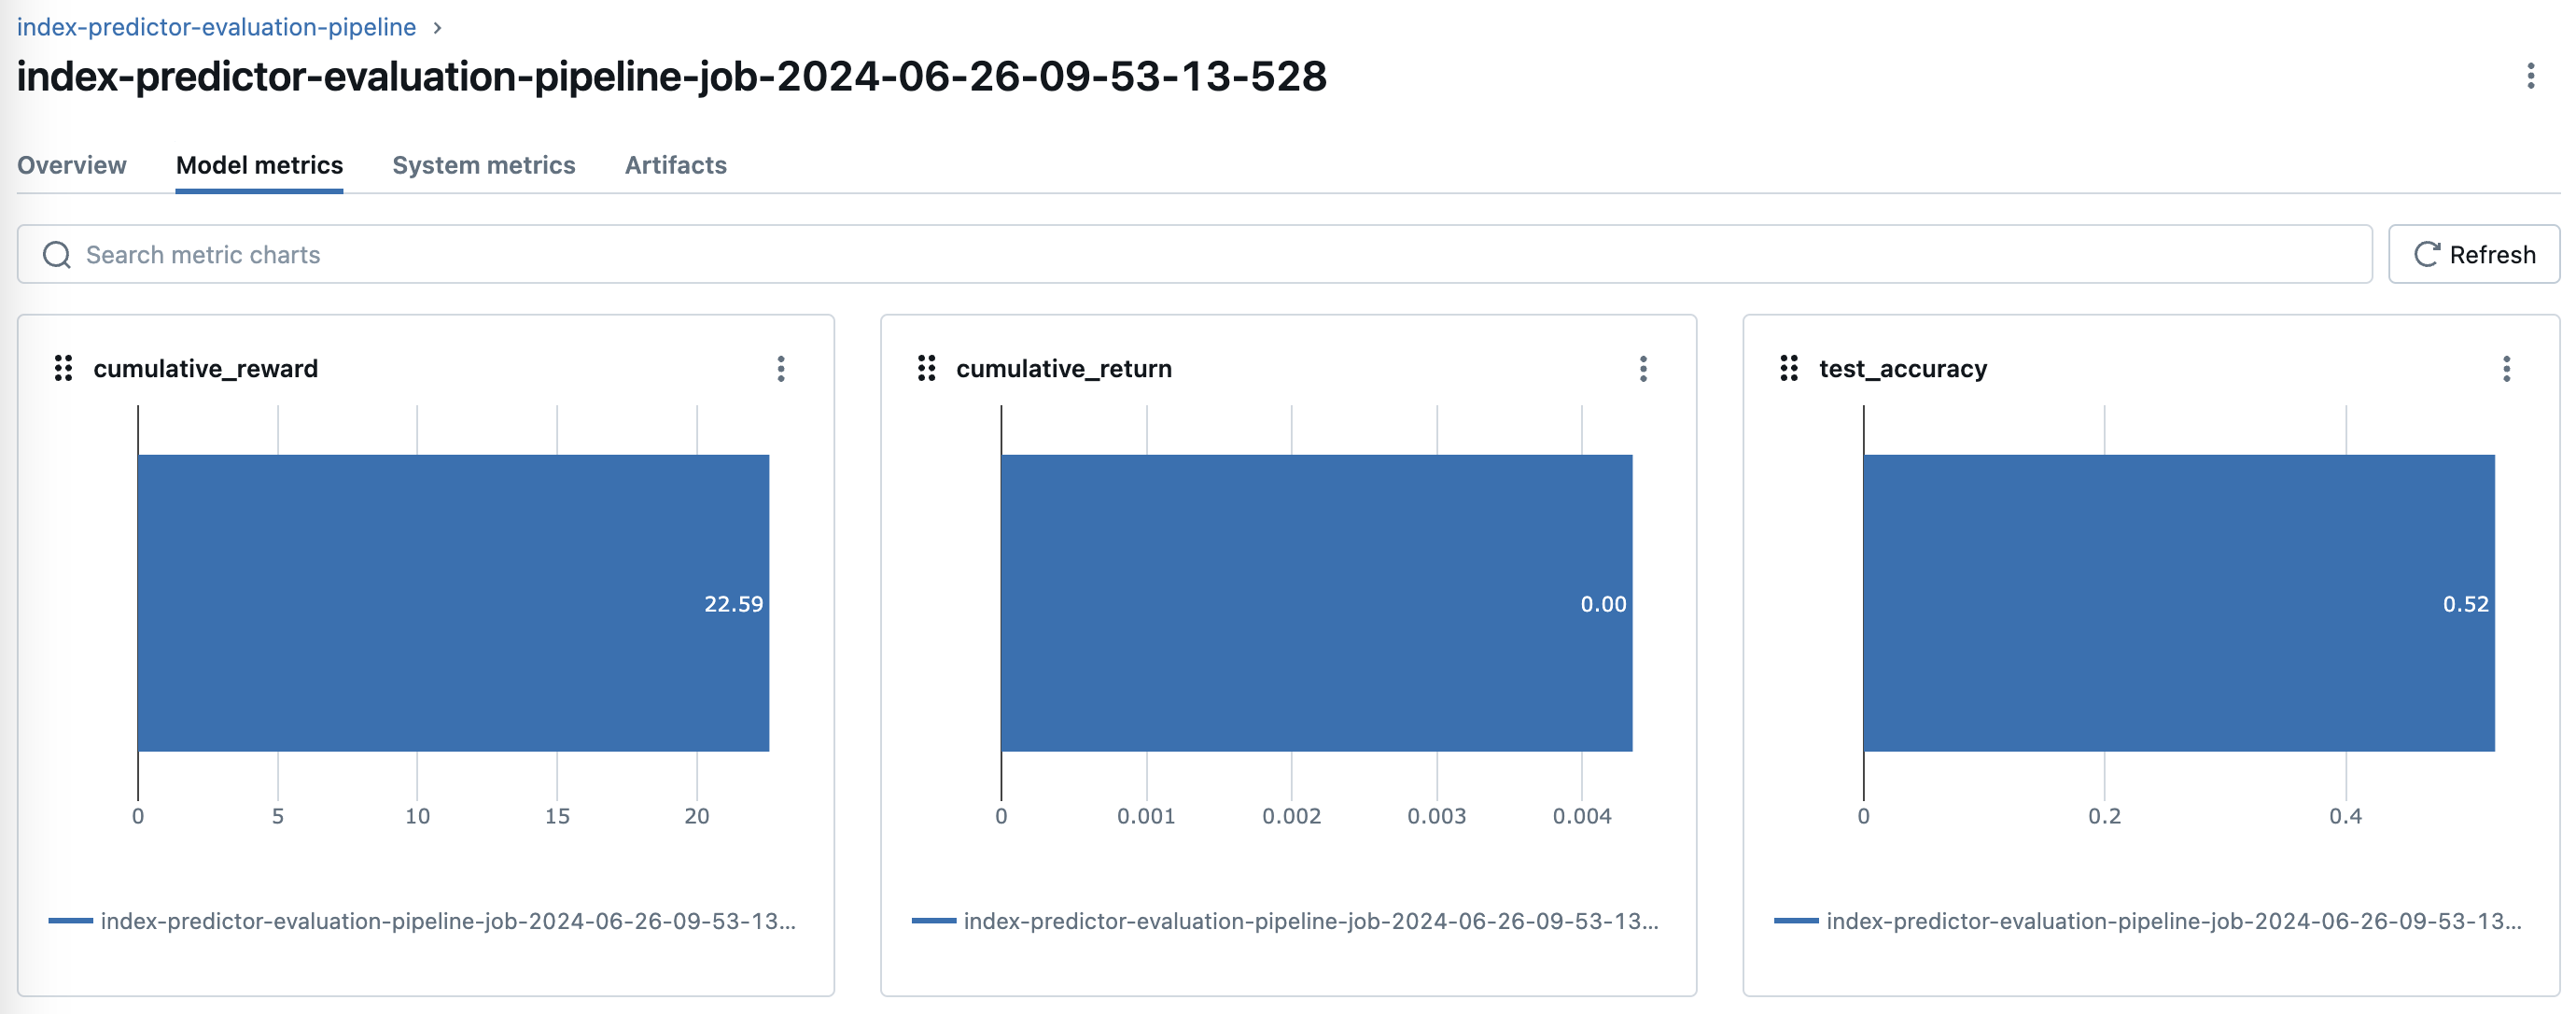 index-predictor-evaluation-pipeline >
index-predictor-evaluation-pipeline-job-2024-06-26-09-53-13-528
Overview Model metrics System metrics Artifacts
Search metric charts Refresh
cumulative_reward
22.59
0 5 10 15 20
index-predictor-evaluation-pipeline-job-2024-06-26-09-53-13...
cumulative_return
0.00
0 0.001 0.002 0.003 0.004
index-predictor-evaluation-pipeline-job-2024-06-26-09-53-13...
test_accuracy
0.52
0 0.2 0.4
index-predictor-evaluation-pipeline-job-2024-06-26-09-53-13...